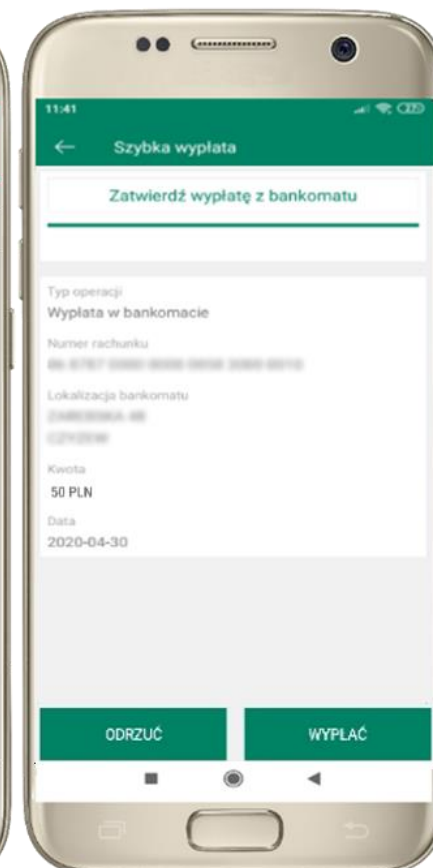 11:41
Szybka wypłata
Zatwierdź wypłatę z bankomatu
Typ operacji
Wypłata w bankomacie
Numer rachunku
Lokalizacja bankomatu
Kwota
50 PLN
Data
2020-04-30
ODRZUĆ
WYPŁAĆ